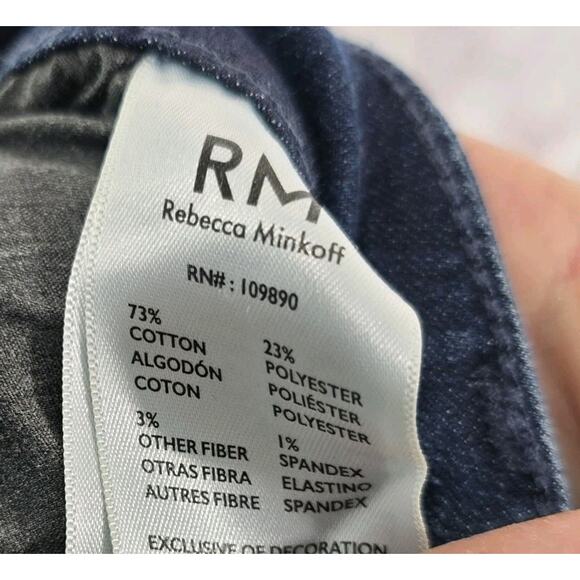 RM
Rebecca Minkoff
RN#: 109890
73%
COTTON
ALGODÓN
COTON
23%
POLYESTER
POLIÉSTER
POLYESTER
3%
OTHER FIBER
OTRAS FIBRA
AUTRES FIBRE
1%
SPANDEX
ELASTINO
SPANDEX
EXCLUSIVE OF DECORATION